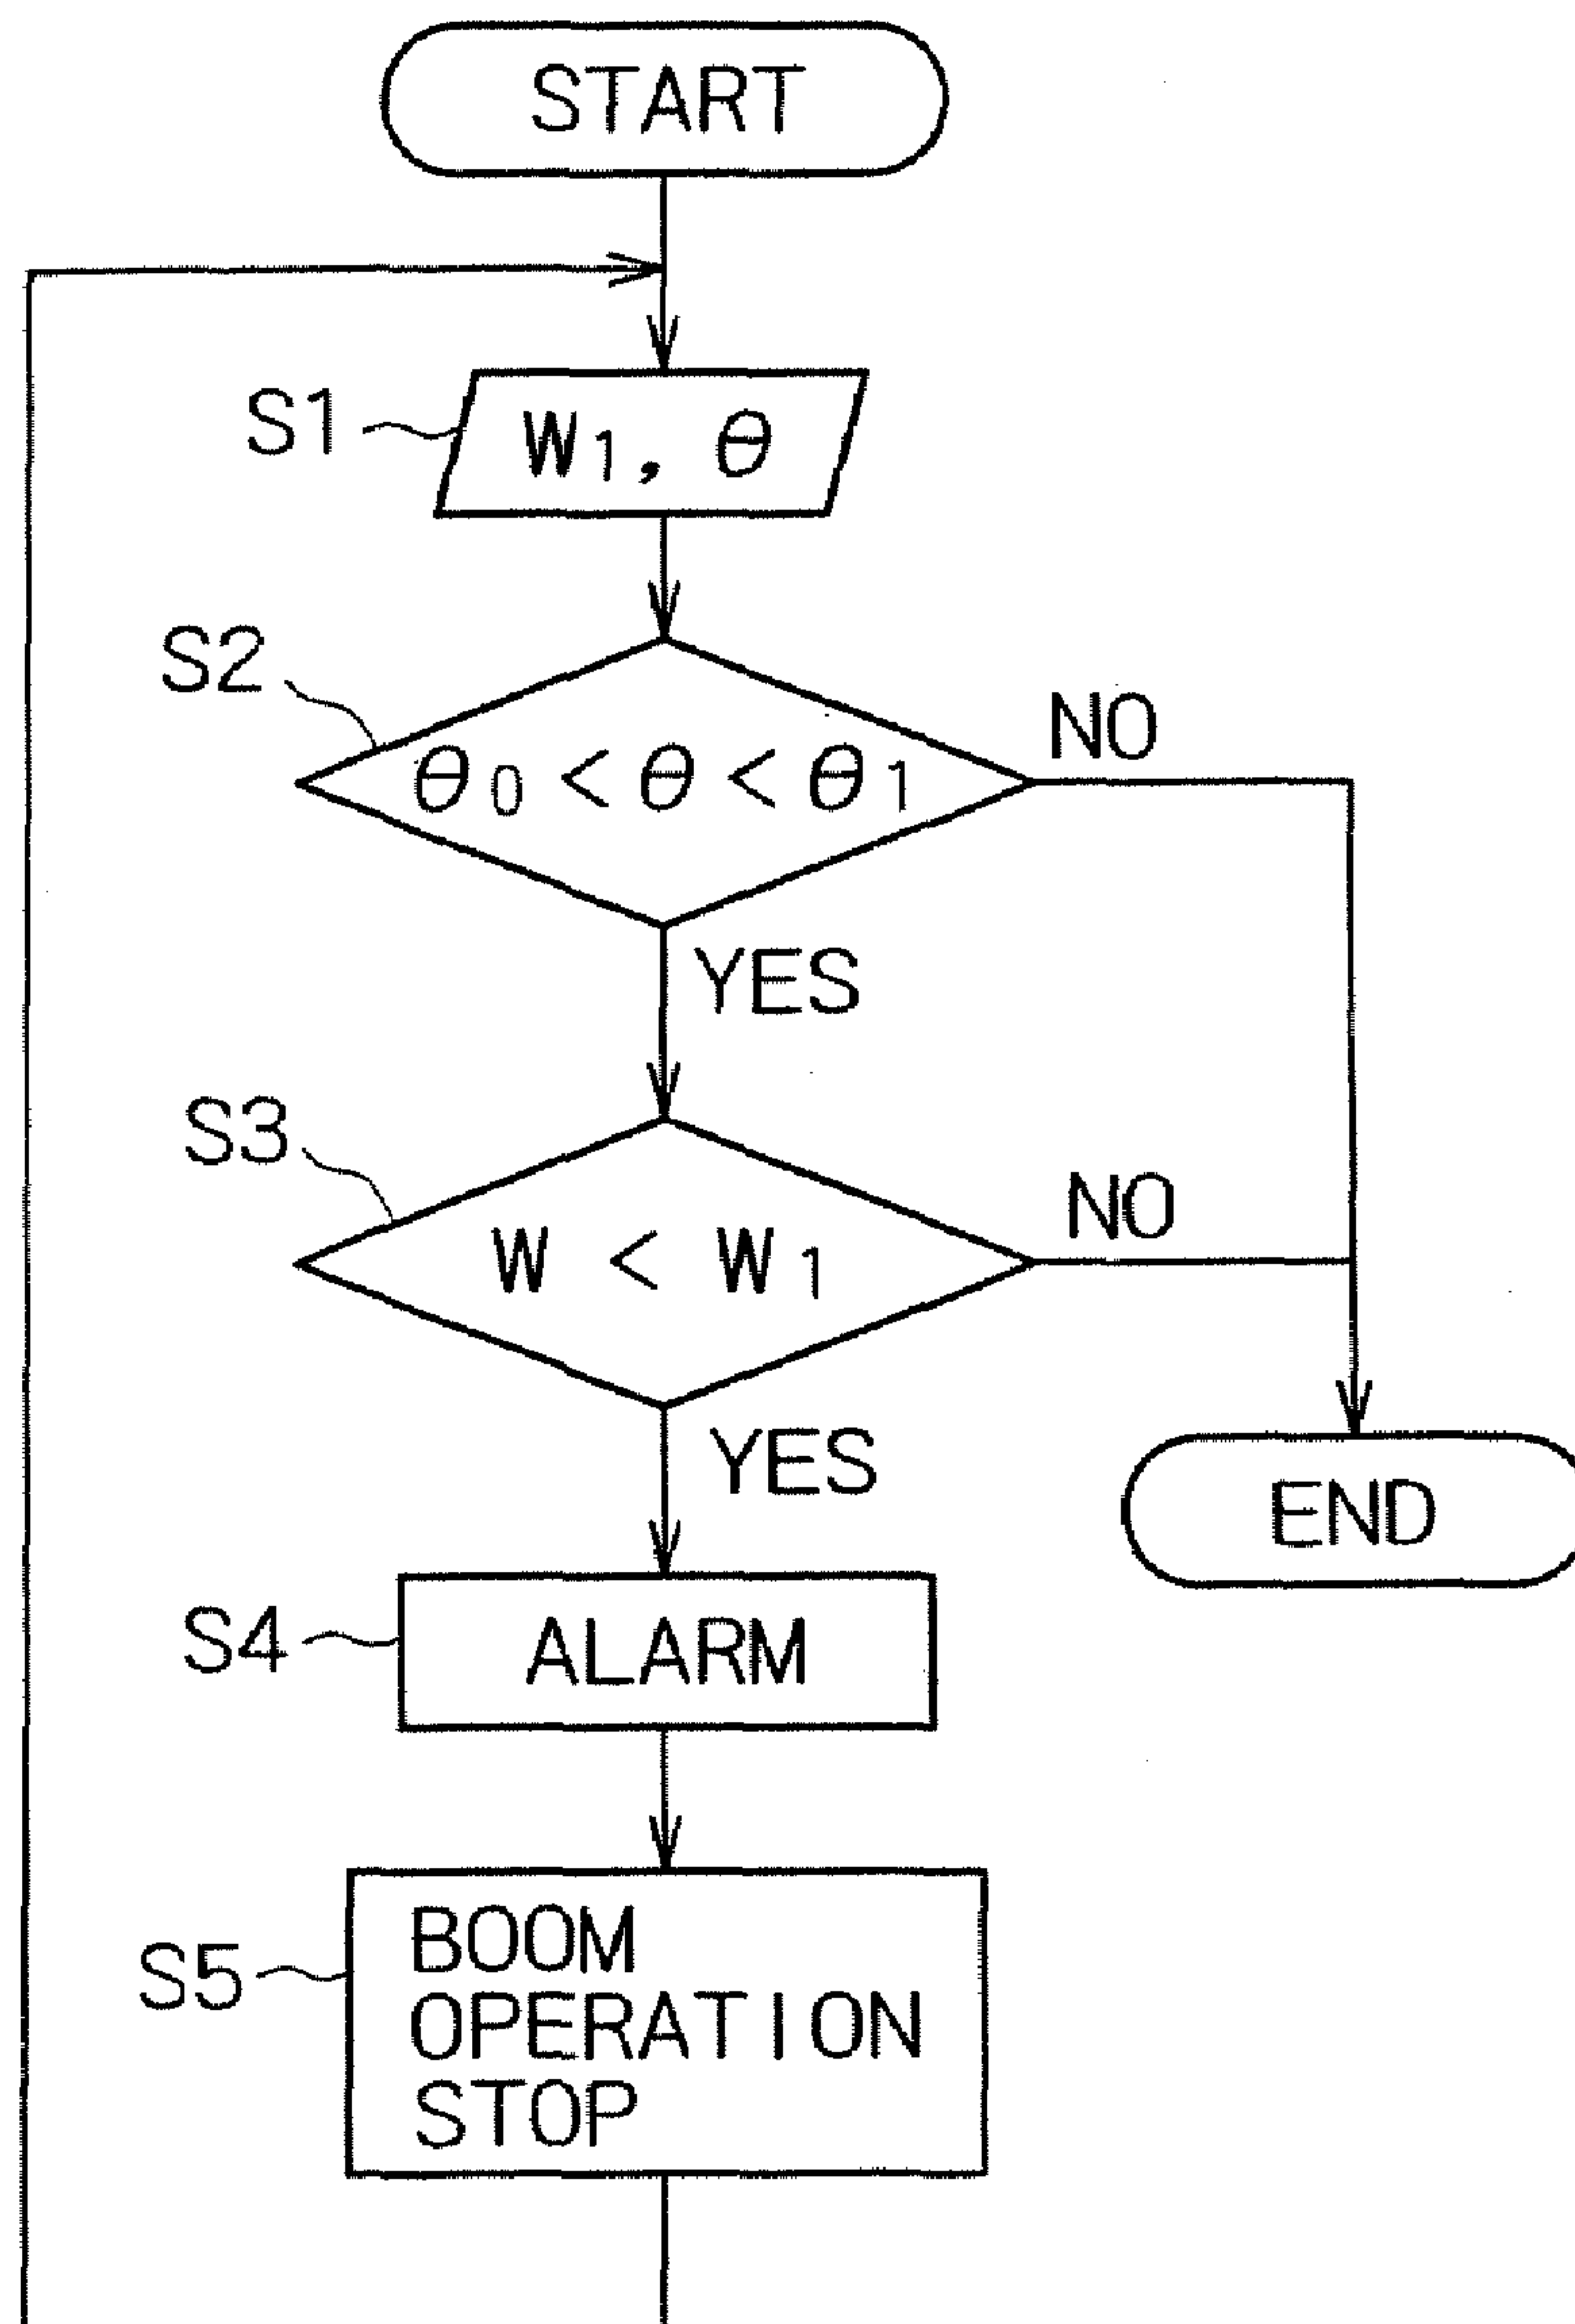 START
S1
W₁, θ
S2
θ₀ < θ < θ₁
NO
YES
S3
W < W₁
NO
YES
END
S4
ALARM
S5
BOOM
OPERATION
STOP